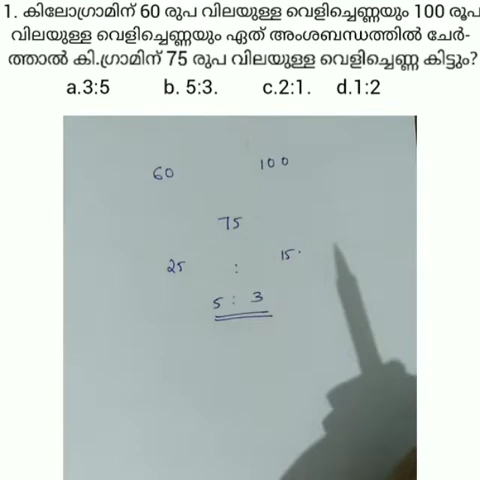 1. കിലോഗ്രാമിന് 60 രുപ വിലയുള്ള വെളിച്ചെണ്ണയും 100 രൂപ
വിലയുള്ള വെളിച്ചെണ്ണയും ഏത് അംശബന്ധത്തിൽ ചേർ-
ത്താൽ കി.ഗ്രാമിന് 75 രുപ വിലയുള്ള വെളിച്ചെണ്ണ കിട്ടും?
a.3:5 b. 5:3. c.2:1. d.1:2
60 100
75
25 : 15
5 : 3